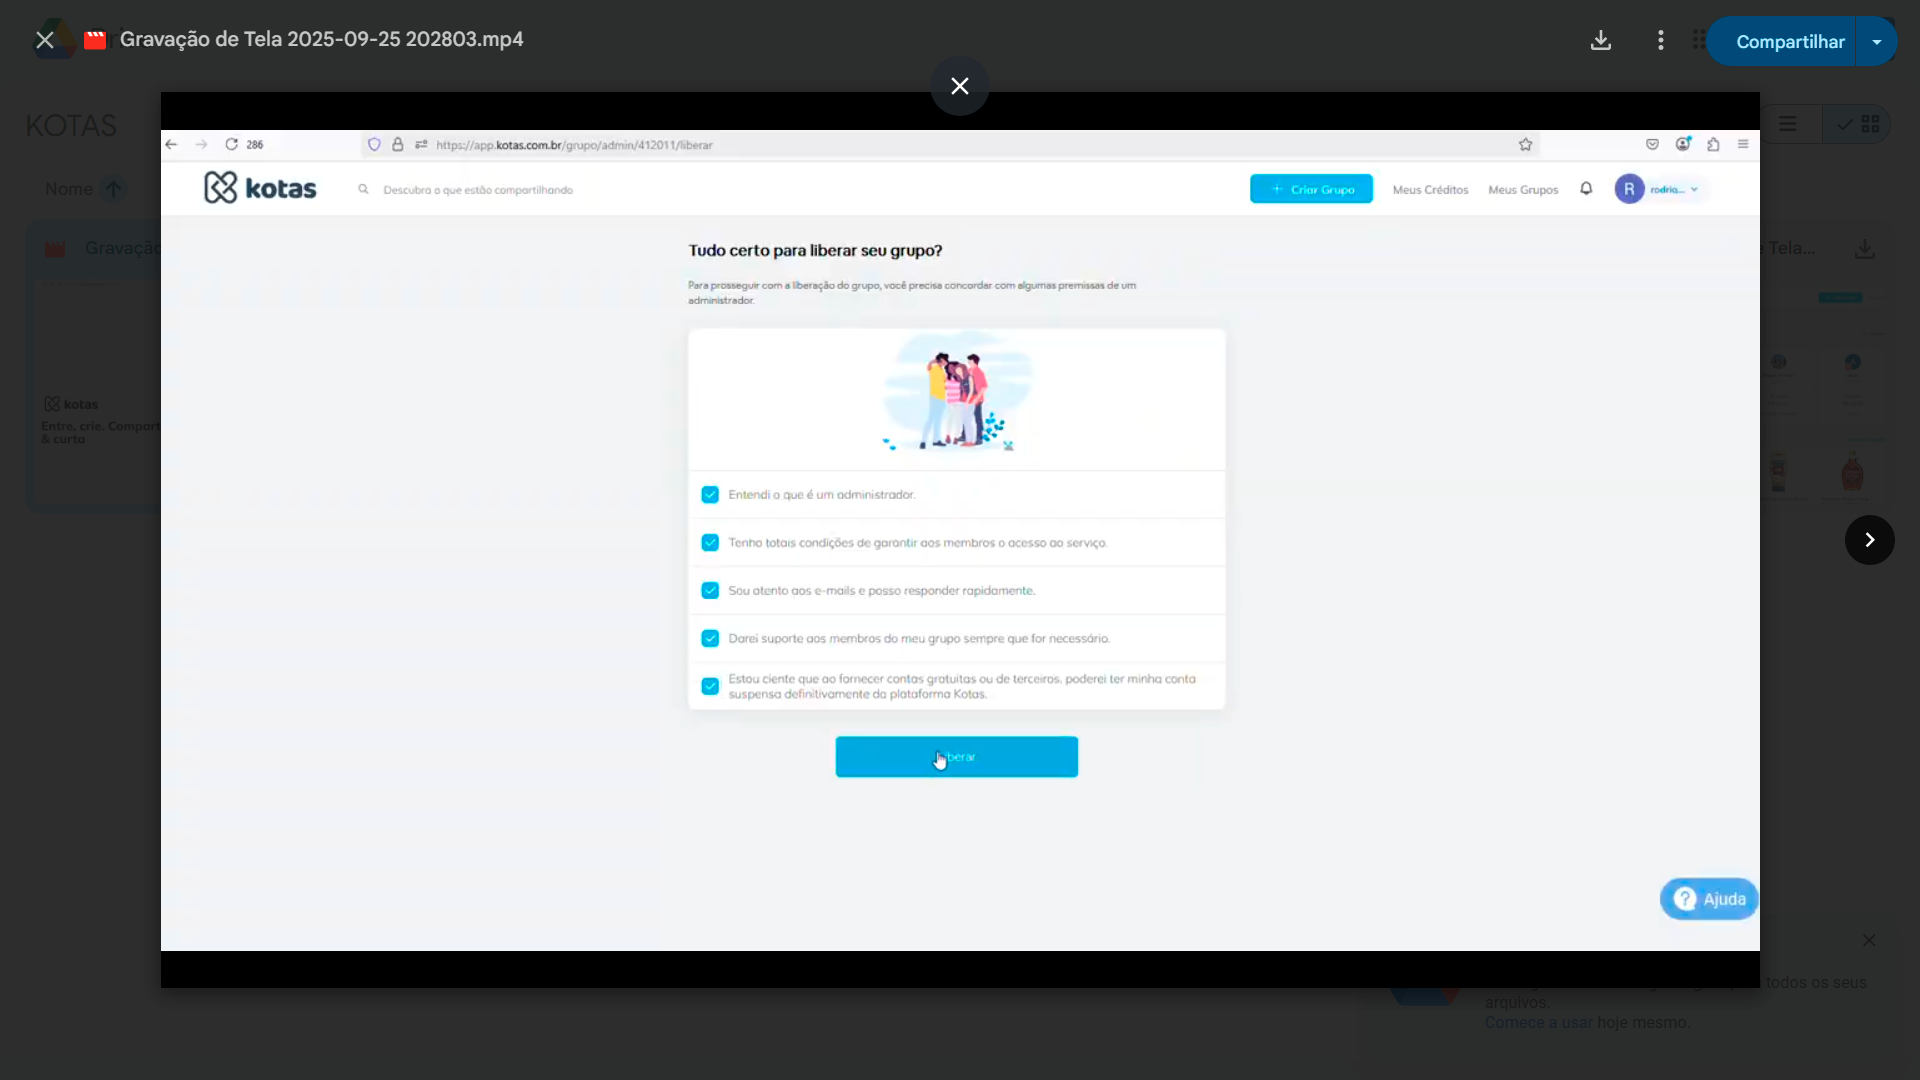 Gravação de Tela 2025-09-25 202803.mp4
Compartilhar
KOTAS
Nome
Gravação
Tela...
kotas
Entre, crie. Compart
& curta
286
https://app.kotas.com.br/grupo/admin/412011/liberar
kotas
Descubra o que estão compartilhando
+ Criar Grupo
Meus Créditos
Meus Grupos
R
rodrig...
Tudo certo para liberar seu grupo?
Para prosseguir com a liberação do grupo, você precisa concordar com algumas premissas de um
administrador.
Entendi o que é um administrador.
Tenho totais condições de garantir aos membros o acesso ao serviço.
Sou atento aos e-mails e posso responder rapidamente.
Darei suporte aos membros do meu grupo sempre que for necessário.
Estou ciente que ao fornecer contas gratuitas ou de terceiros, poderei ter minha conta
suspensa definitivamente da plataforma Kotas.
Liberar
? Ajuda
todos os seus
arquivos.
Comece a usar hoje mesmo.